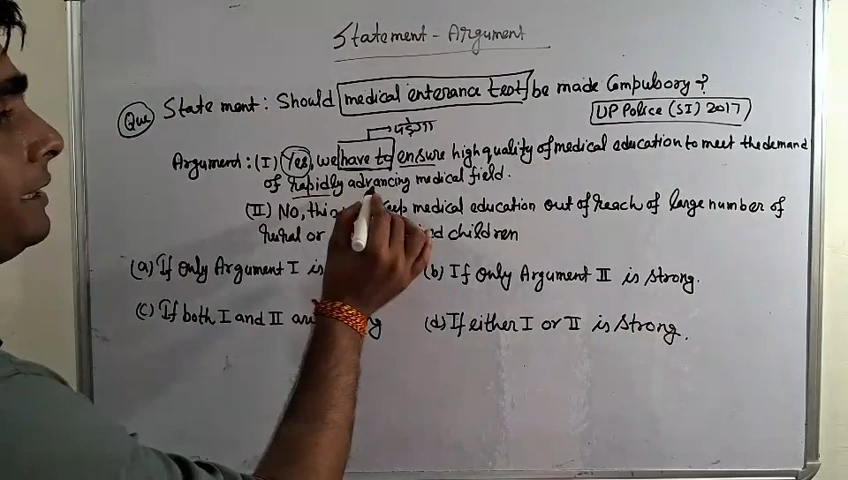 Statement - Argument
Que Statement: Should medical enterance test be made Compulsory?
UP Police (SI) 2017
पड़ेगा
Argument: (I) Yes, we have to ensure high quality of medical education to meet the demand
of rapidly advancing medical field.
(II) No, this keep medical education out of reach of large number of
rural or children
(a) If only Argument I is (b) If only Argument II is strong.
(c) If both I and II are (d) If either I or II is strong.